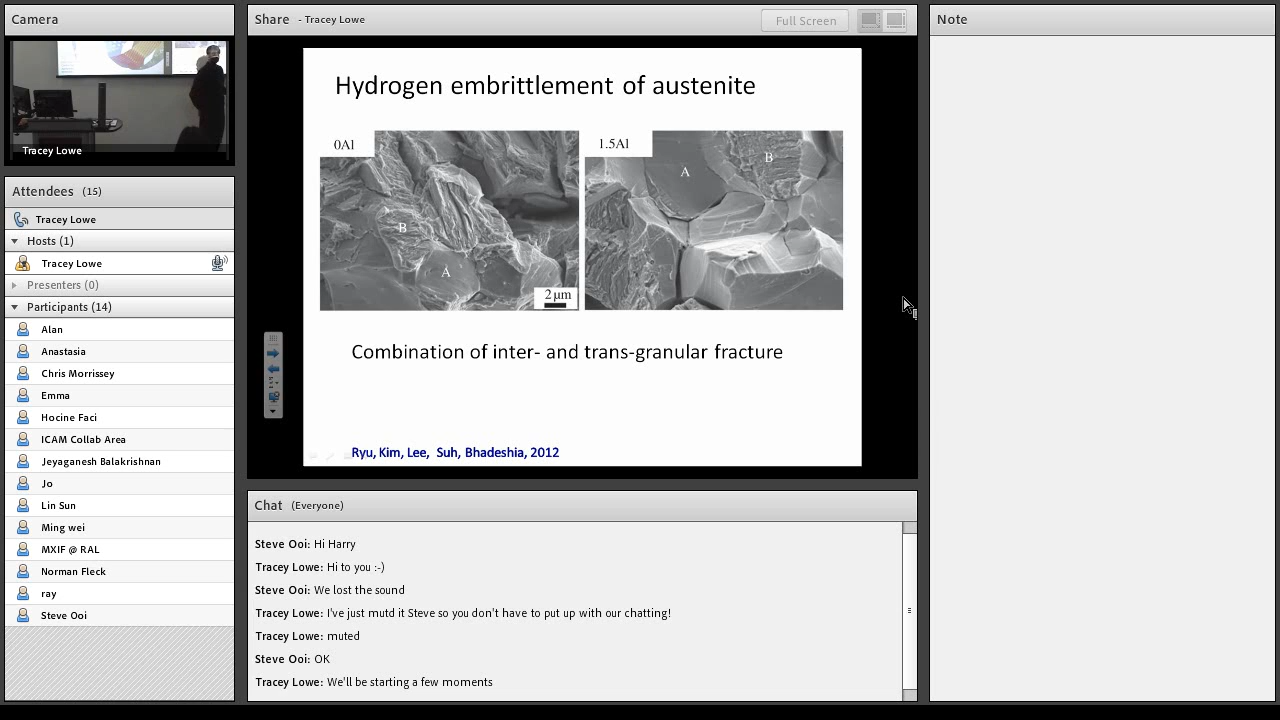 Camera
Tracey Lowe
Attendees (15)
Tracey Lowe
Hosts (1)
Tracey Lowe
Presenters (0)
Participants (14)
Alan
Anastasia
Chris Morrissey
Emma
Hocine Faci
ICAM Collab Area
Jeyaganesh Balakrishnan
Jo
Lin Sun
Ming wei
MXIF @ RAL
Norman Fleck
ray
Steve Ooi
Share - Tracey Lowe
Full Screen
Hydrogen embrittlement of austenite
0Al
B
A
2 µm
1.5Al
A
B
Combination of inter- and trans-granular fracture
Ryu, Kim, Lee, Suh, Bhadeshia, 2012
Chat (Everyone)
Steve Ooi: Hi Harry
Tracey Lowe: Hi to you :-)
Steve Ooi: We lost the sound
Tracey Lowe: I've just mutd it Steve so you don't have to put up with our chatting!
Tracey Lowe: muted
Steve Ooi: OK
Tracey Lowe: We'll be starting a few moments
Note